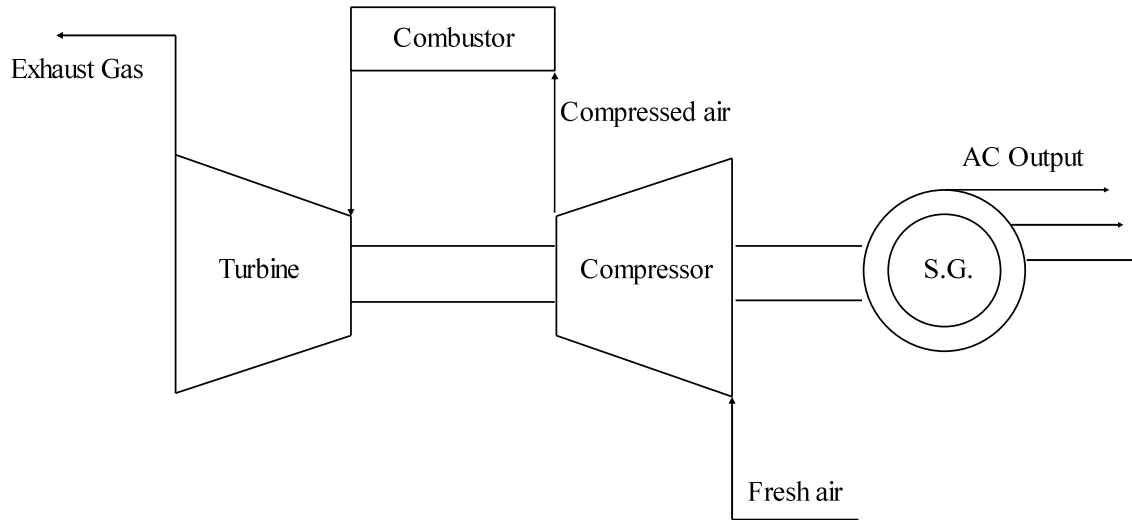 Combustor
Exhaust Gas
Compressed air
AC Output
Turbine
Compressor
S.G.
Fresh air